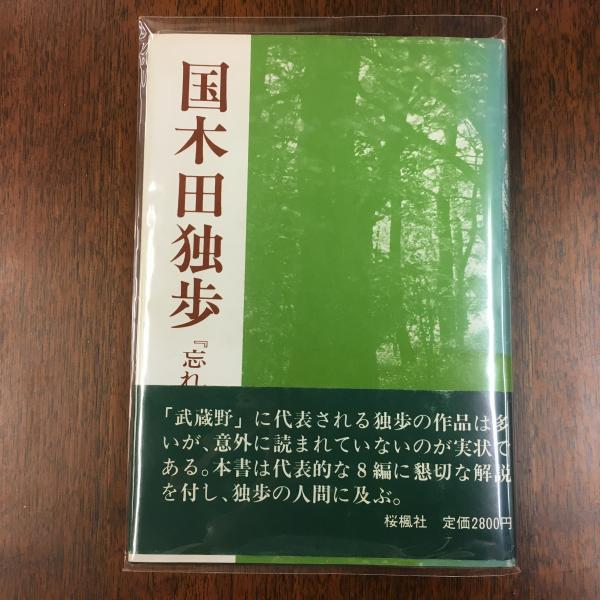 国木田独歩
『忘れ
「武蔵野」に代表される独歩の作品は多
いが、意外に読まれていないのが実状で
ある。本書は代表的な8編に懇切な解説
を付し、独歩の人間に及ぶ。
桜楓社 定価2800円